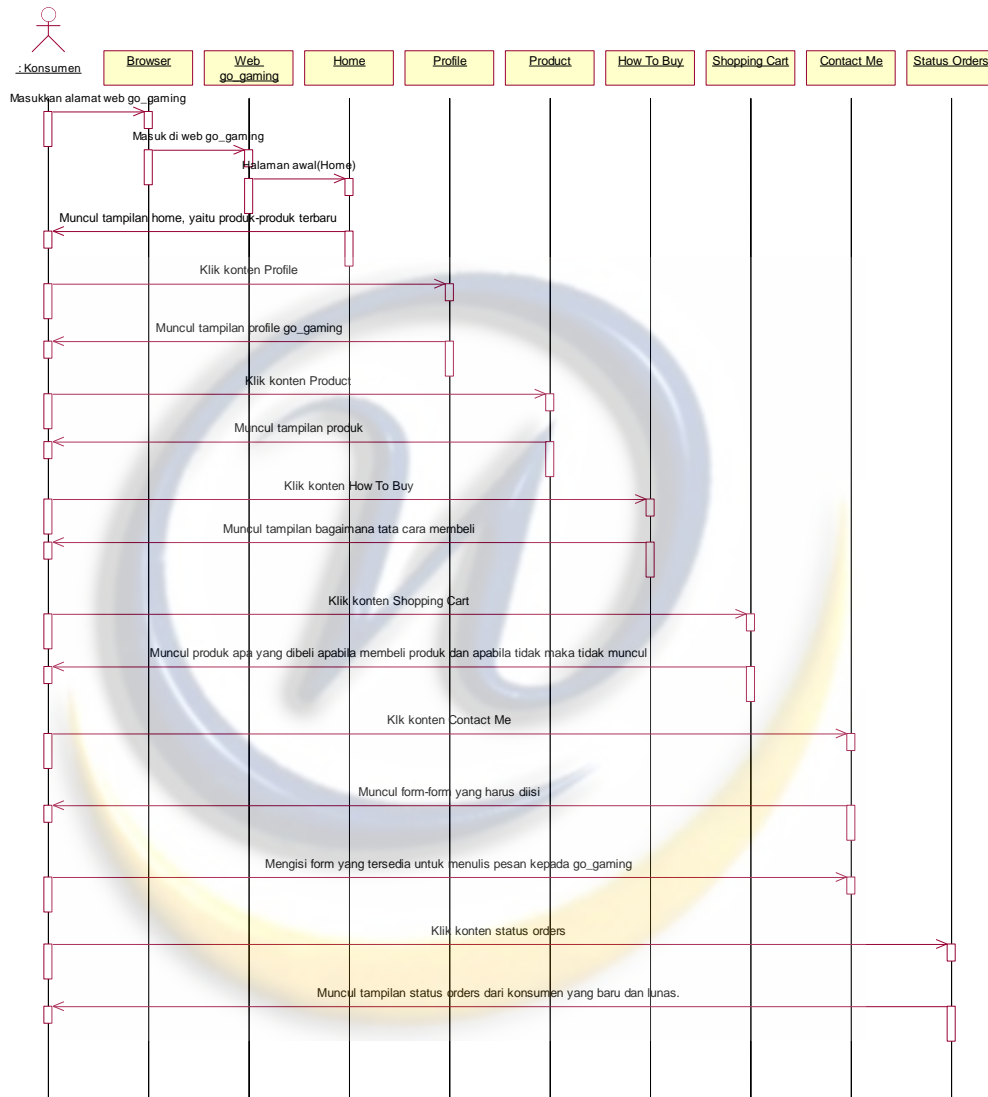 : Konsumen
Browser
Web
go_gaming
Home
Profile
Product
How To Buy
Shopping Cart
Contact Me
Status Orders
Masukkan alamat web go_gaming
Masuk di web go_gaming
Halaman awal(Home)
Muncul tampilan home, yaitu produk-produk terbaru
Klik konten Profile
Muncul tampilan profile go_gaming
Klik konten Product
Muncul tampilan produk
Klik konten How To Buy
Muncul tampilan bagaimana tata cara membeli
Klik konten Shopping Cart
Muncul produk apa yang dibeli apabila membeli produk dan apabila tidak maka tidak muncul
Klk konten Contact Me
Muncul form-form yang harus diisi
Mengisi form yang tersedia untuk menulis pesan kepada go_gaming
Klik konten status orders
Muncul tampilan status orders dari konsumen yang baru dan lunas.